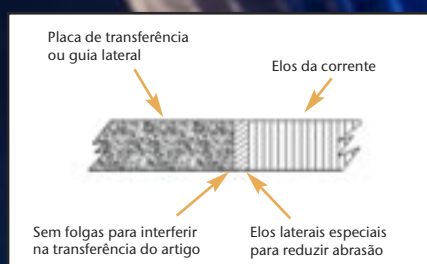 Placa de transferência
ou guia lateral
Elos da corrente
Sem folgas para interferir
na transferência do artigo
Elos laterais especiais
para reduzir abrasão